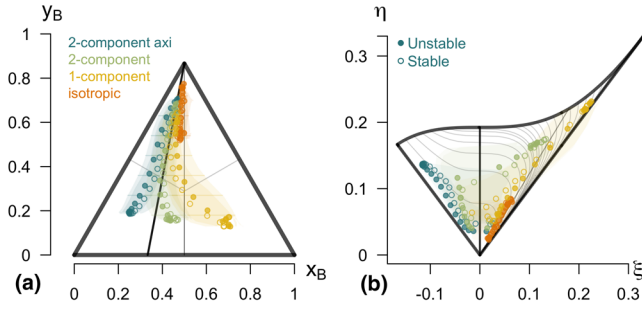 y_B
η
1
0.8
0.6
0.4
0.2
0
2-component axi
2-component
1-component
isotropic
0.3
0.2
0.1
0
Unstable
Stable
(a)
0
0.2
0.4
0.6
0.8
1
x_B
(b)
-0.1
0
0.1
0.2
0.3
ξ